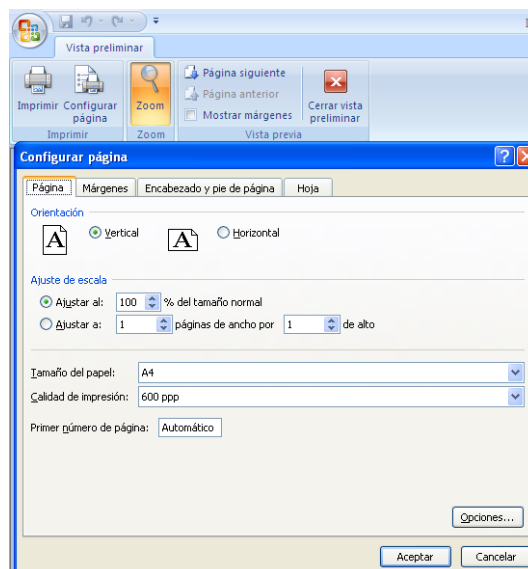 Vista preliminar
Imprimir
Configurar página
Zoom
Página siguiente
Página anterior
Mostrar márgenes
Cerrar vista preliminar
Imprimir
Zoom
Vista previa
Configurar página
Página Márgenes Encabezado y pie de página Hoja
Orientación
A Vertical A Horizontal
Ajuste de escala
Ajustar al: 100 % del tamaño normal
Ajustar a: 1 páginas de ancho por 1 de alto
Tamaño del papel: A4
Calidad de impresión: 600 ppp
Primer número de página: Automático
Opciones...
Aceptar Cancelar